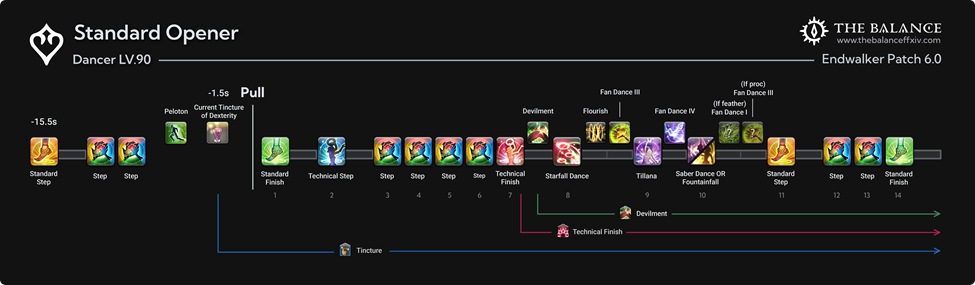 Standard Opener
THE BALANCE
www.thebalanceffxiv.com
Dancer LV.90
Endwalker Patch 6.0
-15.5s
Peloton
-1.5s
Current Tincture
of Dexterity
Pull
Devilment
Flourish
Fan Dance III
Fan Dance IV
(If feather)
Fan Dance I
(If proc)
Fan Dance III
Standard
Step
Step
Step
Standard
Finish
Technical Step
Step
Step
Step
Step
Technical
Finish
Starfall Dance
Tillana
Saber Dance OR
Fountainfall
Standard
Step
Step
Step
Standard
Finish
1
2
3
4
5
6
7
8
9
10
11
12
13
14
Devilment
Technical Finish
Tincture